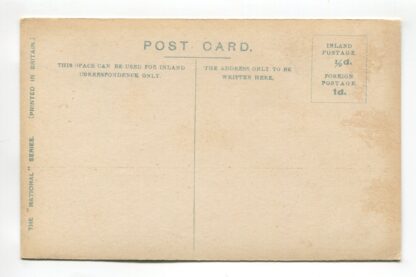 POST CARD.
THIS SPACE CAN BE USED FOR INLAND
CORRESPONDENCE ONLY.
THE ADDRESS ONLY TO BE
WRITTEN HERE.
INLAND
POSTAGE
½d.
FOREIGN
POSTAGE
1d.
THE "NATIONAL" SERIES. [PRINTED IN BRITAIN.]